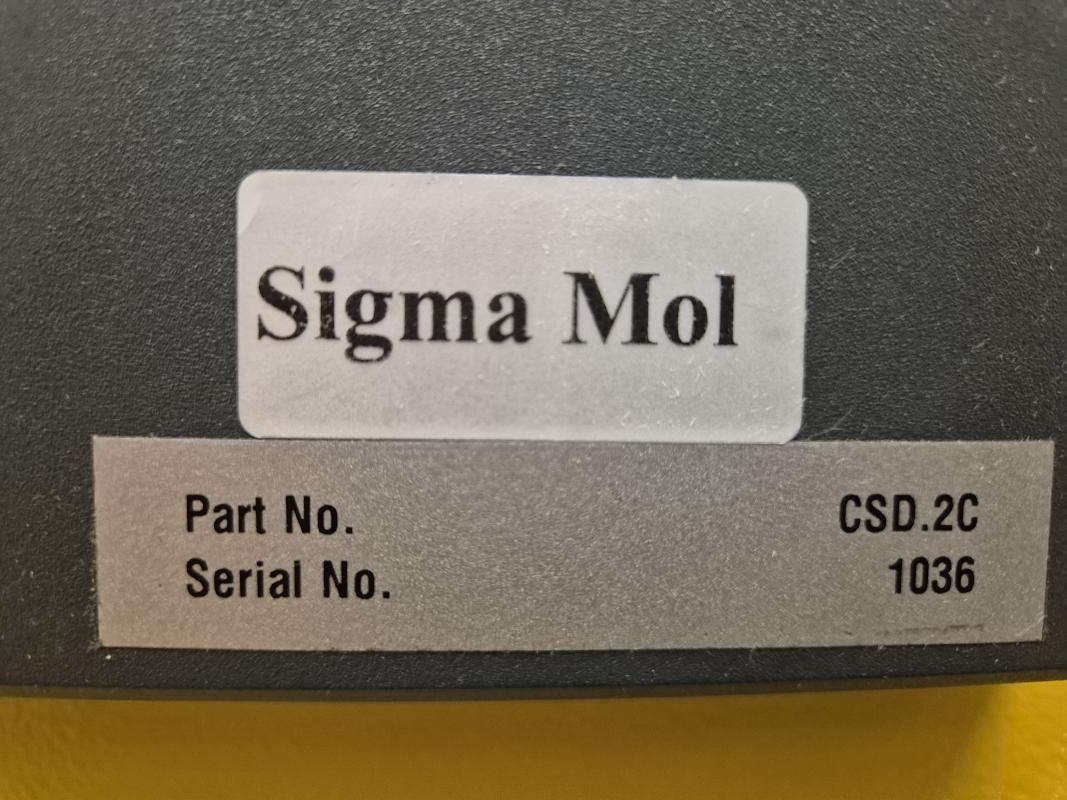 Sigma Mol
Part No. CSD.2C
Serial No. 1036